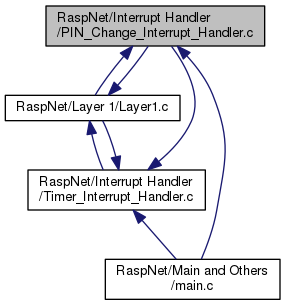 RaspNet/Interrupt Handler
/PIN_Change_Interrupt_Handler.c
RaspNet/Layer 1/Layer1.c
RaspNet/Interrupt Handler
/Timer_Interrupt_Handler.c
RaspNet/Main and Others
/main.c